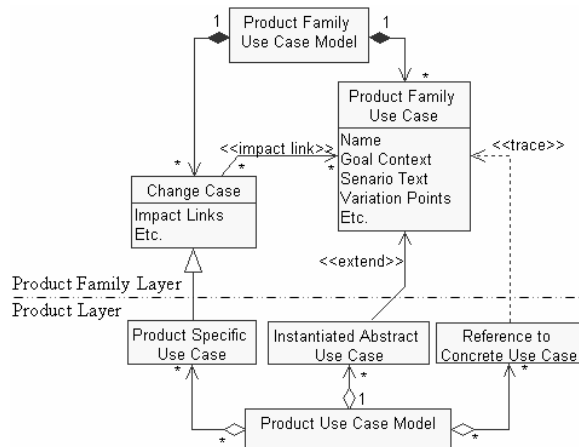 1
Product Family
Use Case Model
1
*
Product Family
Use Case
Name
Goal Context
Senario Text
Variation Points
Etc.
<<impact link>>
*
*
*
<<trace>>
Change Case
Impact Links
Etc.
<<extend>>
Product Family Layer
Product Layer
Product Specific
Use Case
Instantiated Abstract
Use Case
Reference to
Concrete Use Case
*
*
*
1
*
Product Use Case Model
*